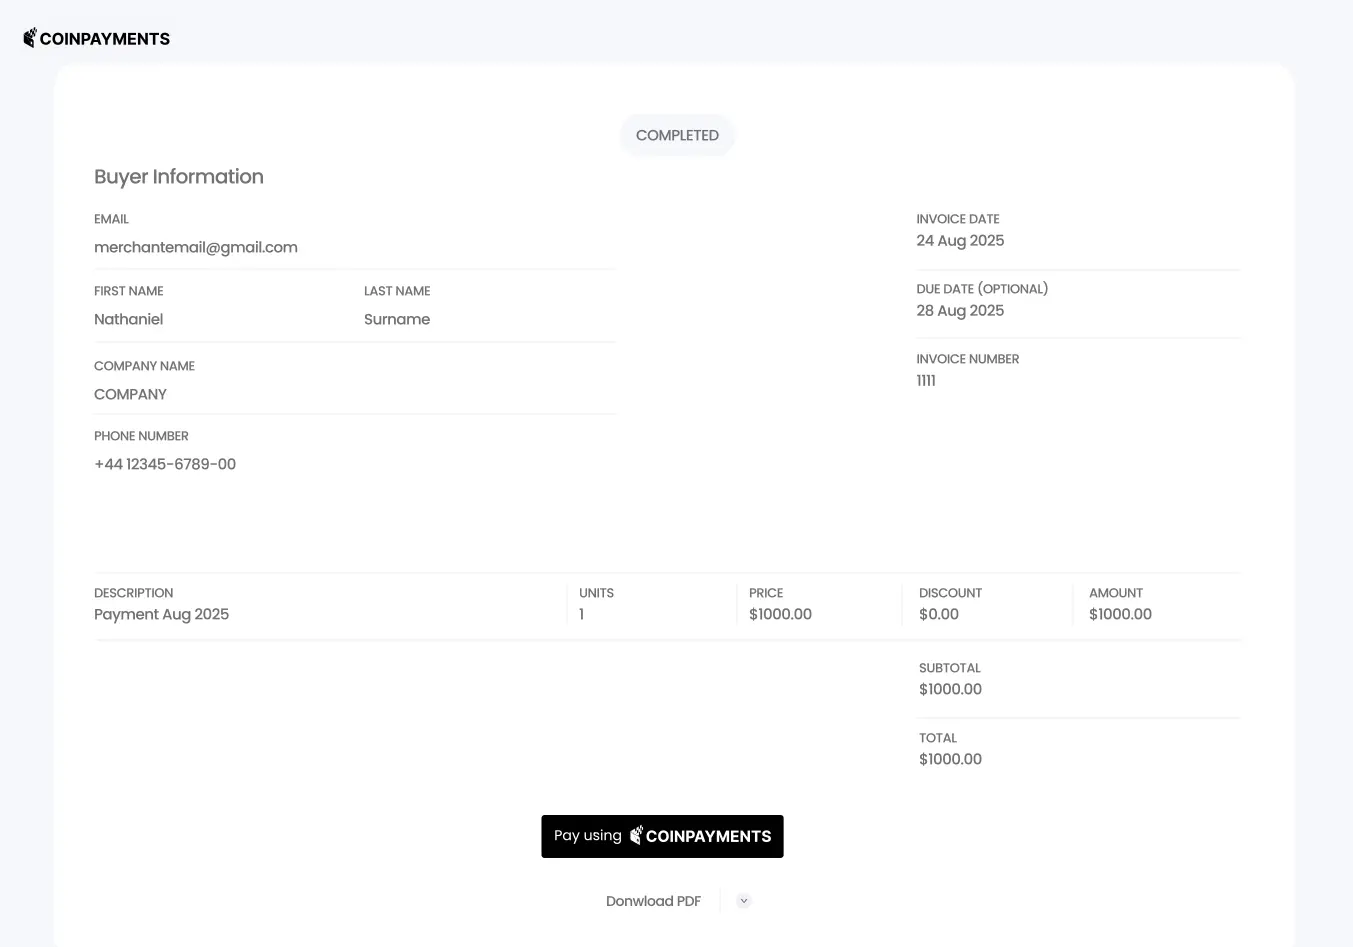 COINPAYMENTS
COMPLETED
Buyer Information
EMAIL
merchantemail@gmail.com
INVOICE DATE
24 Aug 2025
FIRST NAME LAST NAME
Nathaniel Surname
DUE DATE (OPTIONAL)
28 Aug 2025
COMPANY NAME
COMPANY
INVOICE NUMBER
1111
PHONE NUMBER
+44 12345-6789-00
DESCRIPTION UNITS PRICE DISCOUNT AMOUNT
Payment Aug 2025 1 $1000.00 $0.00 $1000.00
SUBTOTAL
$1000.00
TOTAL
$1000.00
Pay using COINPAYMENTS
Donwload PDF